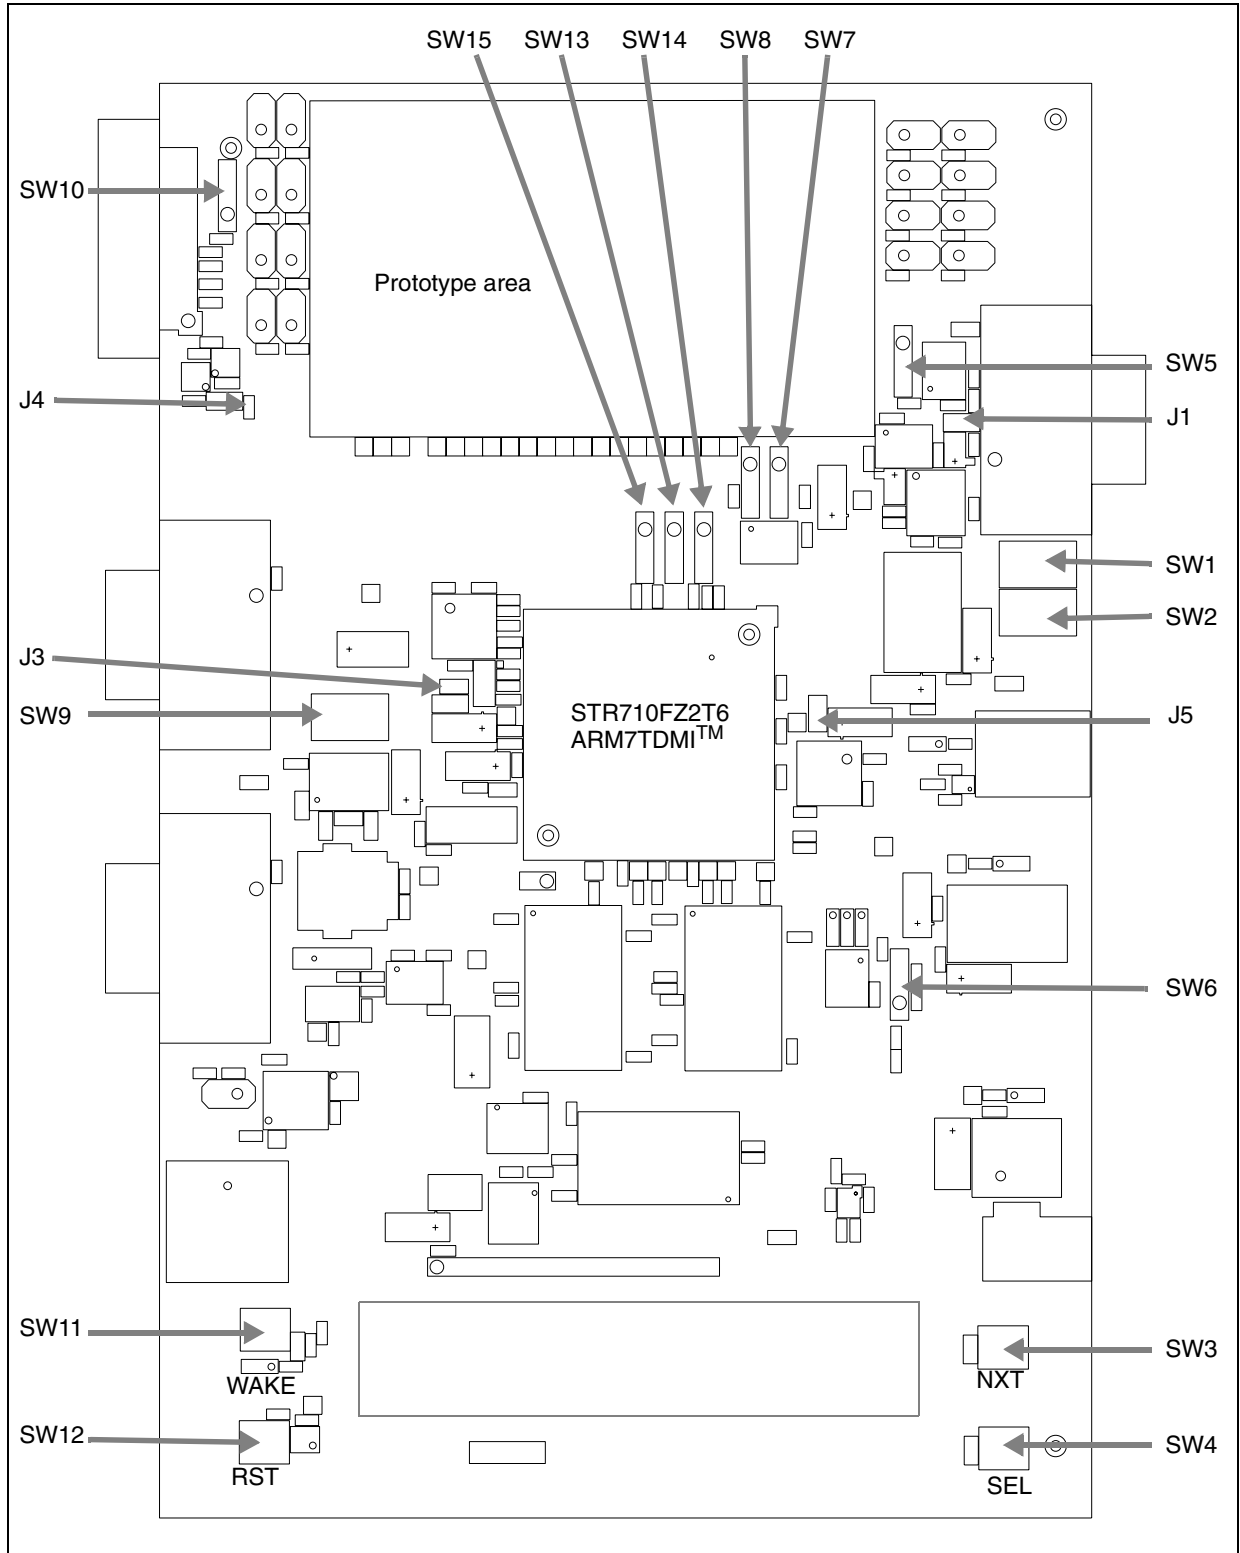 SW15 SW13 SW14 SW8 SW7
SW10
Prototype area
SW5
J4
J1
SW1
SW2
J3
SW9
STR710FZ2T6
ARM7TDMI™
J5
SW6
SW11
WAKE
SW3
NXT
SW12
RST
SW4
SEL